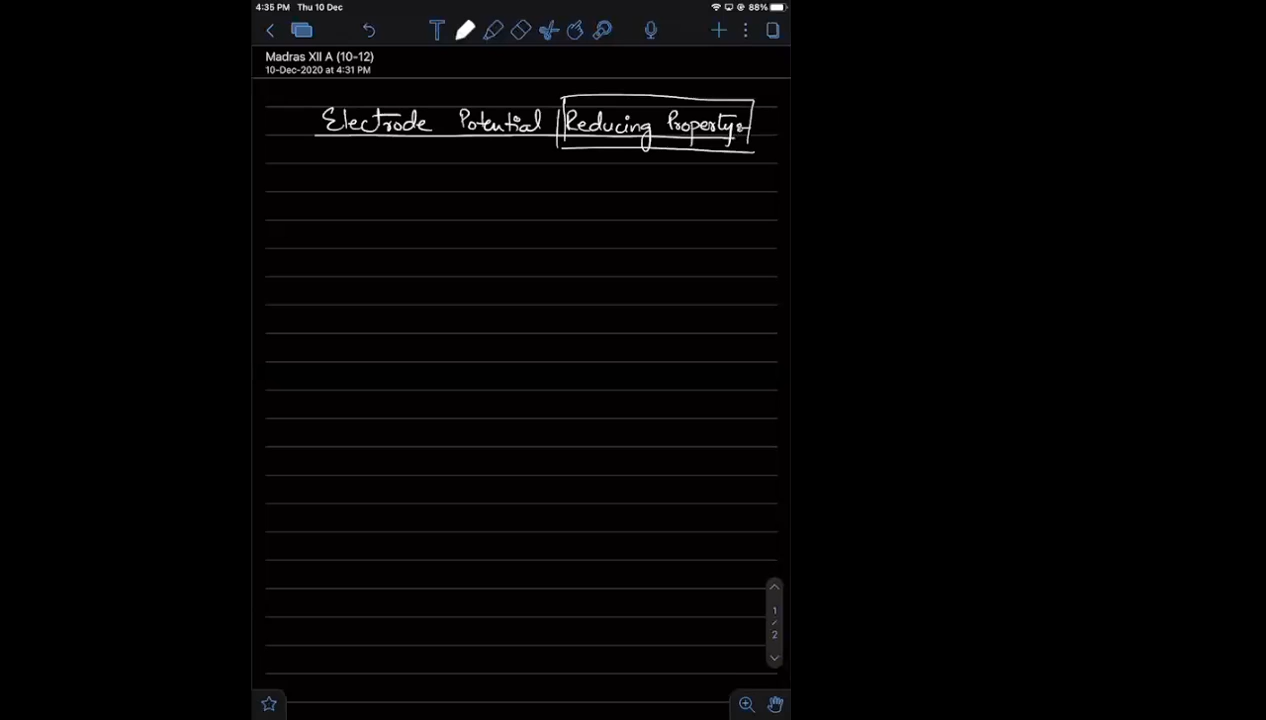 4:35 PM Thu 10 Dec 88%
T
Madras XII A (10-12)
10-Dec-2020 at 4:31 PM
Electrode Potential | Reducing Property:-
1
/
2